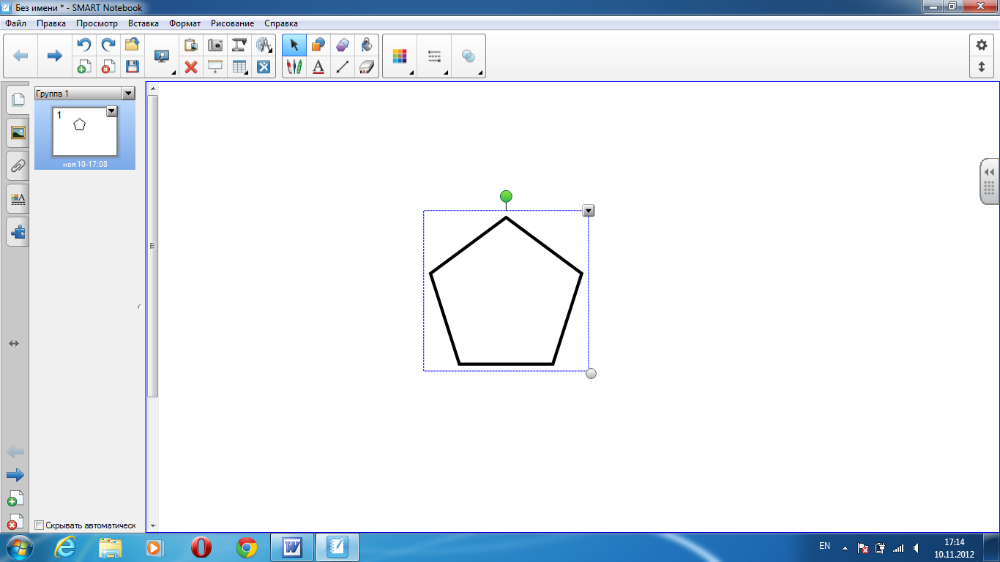 Без имени * - SMART Notebook
Файл Правка Просмотр Вставка Формат Рисование Справка
A
Группа 1
1
ноя 10-17:08
A
Скрывать автоматическ
W
EN
17:14
10.11.2012